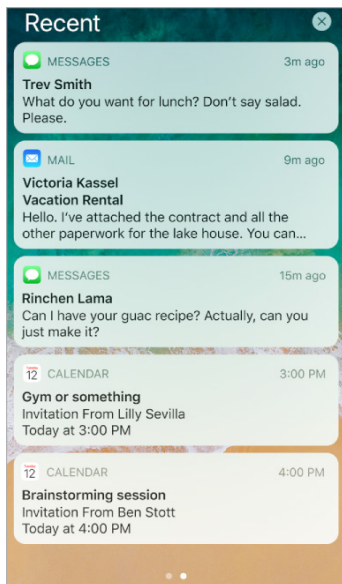 Recent
MESSAGES 3m ago
Trev Smith
What do you want for lunch? Don't say salad.
Please.
MAIL 9m ago
Victoria Kassel
Vacation Rental
Hello. I've attached the contract and all the
other paperwork for the lake house. You can...
MESSAGES 15m ago
Rinchen Lama
Can I have your guac recipe? Actually, can you
just make it?
12 CALENDAR 3:00 PM
Gym or something
Invitation From Lilly Sevilla
Today at 3:00 PM
12 CALENDAR 4:00 PM
Brainstorming session
Invitation From Ben Stott
Today at 4:00 PM